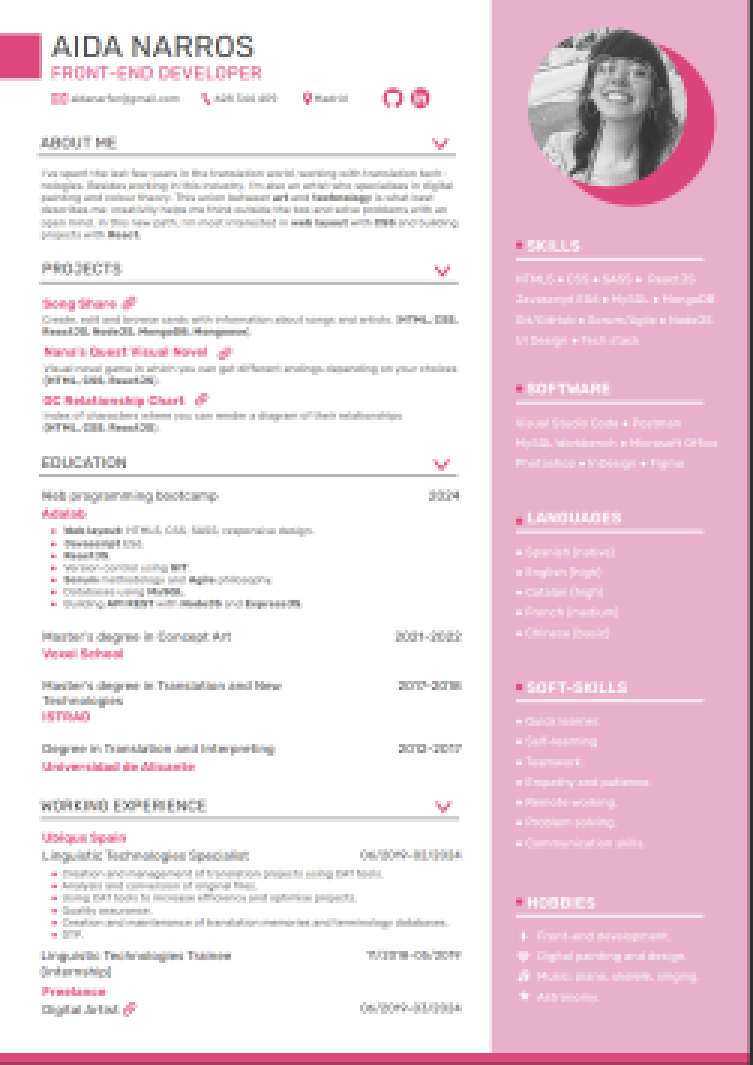 AIDA NARROS
FRONT-END DEVELOPER
Madrid
ABOUT ME
I've spent the last few years in the translation world, working with translation tech-
nologies. Besides working in this industry, I'm also an artist who specialises in digital
painting and colour theory. This union between art and technology is what best
describes me: creativity helps me think outside the box and solve problems with an
open mind. In this new path, I'm most interested in web layout with CSS and building
projects with React.
PROJECTS
Song Share
Create, edit and browse cards with information about songs and artists. (HTML, CSS,
ReactJS, NodeJS, MongoDB, Mongoose).
Nana's Quest Visual Novel
Visual novel game in which you can get different endings depending on your choices.
(HTML, CSS, ReactJS).
OC Relationship Chart
Index of characters where you can render a diagram of their relationships
(HTML, CSS, ReactJS).
EDUCATION
Web programming bootcamp 2024
Adalab
Web layout: HTML5, CSS, SASS, responsive design.
Javascript ES6.
ReactJS.
Version control using GIT.
Scrum methodology and Agile philosophy.
Databases using MySQL.
Building API REST with NodeJS and ExpressJS.
Master's degree in Concept Art 2021-2022
Voxel School
Master's degree in Translation and New 2017-2018
Technologies
ISTRAD
Degree in Translation and Interpreting 2012-2017
Universidad de Alicante
WORKING EXPERIENCE
Ubiqus Spain
Linguistic Technologies Specialist 06/2019-02/2024
Creation and management of translation projects using CAT tools.
Analysis and conversion of original files.
Using CAT tools to increase efficiency and optimise projects.
Quality assurance.
Creation and maintenance of translation memories and terminology databases.
DTP.
Linguistic Technologies Trainee 11/2018-05/2019
(Internship)
Freelance
Digital Artist 06/2019-03/2024
SKILLS
HTML5 • CSS • SASS • ReactJS
Javascript ES6 • MySQL • MongoDB
Git/GitHub • Scrum/Agile • NodeJS
UI Design • Tech stack
SOFTWARE
Visual Studio Code • Postman
MySQL Workbench • Microsoft Office
Photoshop • InDesign • Figma
LANGUAGES
Spanish (native)
English (high)
Catalan (high)
French (medium)
Chinese (basic)
SOFT-SKILLS
Quick learner.
Self-learning.
Teamwork.
Empathy and patience.
Remote working.
Problem solving.
Communication skills.
HOBBIES
Front-end development.
Digital painting and design.
Music: piano, ukelele, singing.
Astronomy.